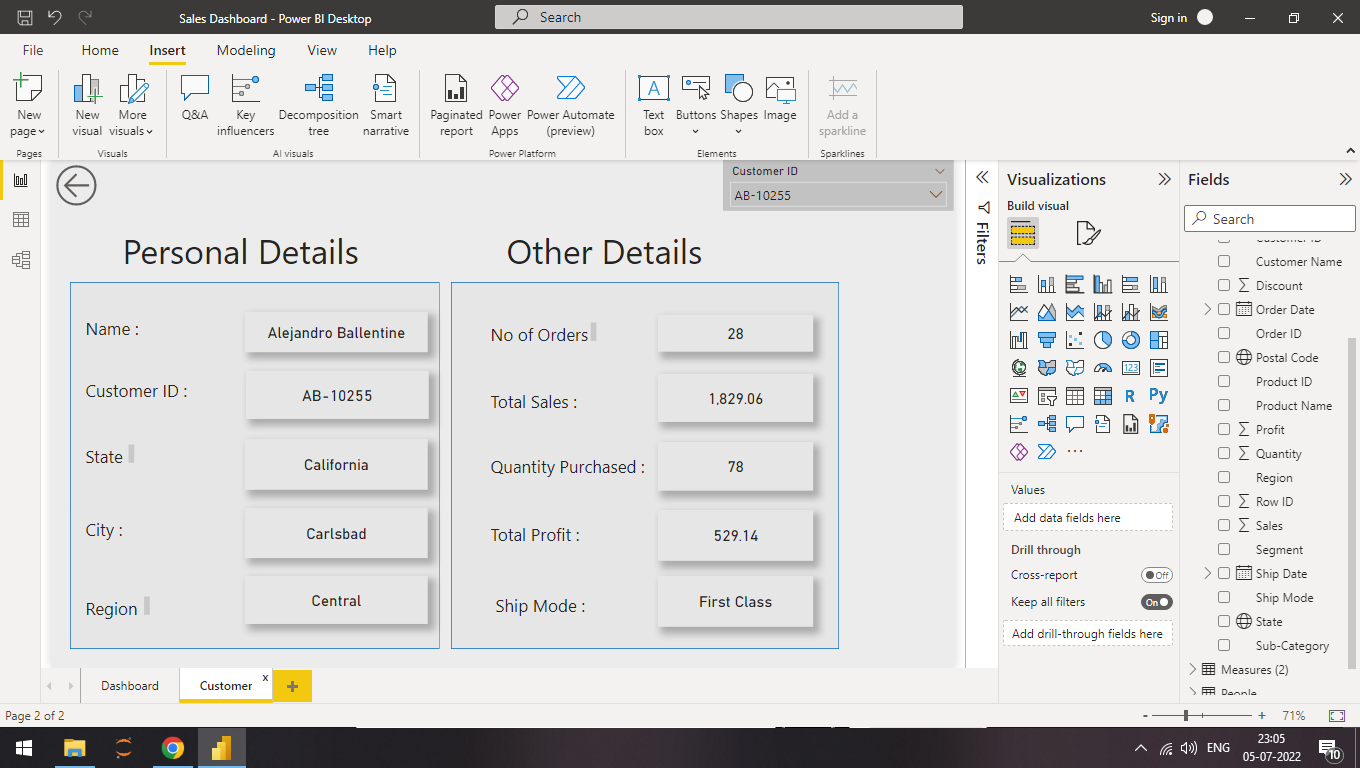 Sales Dashboard - Power BI Desktop
Search
Sign in
File
Home
Insert
Modeling
View
Help
New page
New visual
More visuals
Q&A
Key influencers
Decomposition tree
Smart narrative
Paginated report
Power Apps
Power Automate (preview)
A
Text box
Buttons
Shapes
Image
Add a sparkline
Pages
Visuals
AI visuals
Power Platform
Elements
Sparklines
Customer ID
AB-10255
Personal Details
Other Details
Name :
Alejandro Ballentine
Customer ID :
AB-10255
State
California
City :
Carlsbad
Region
Central
No of Orders
28
Total Sales :
1,829.06
Quantity Purchased :
78
Total Profit :
529.14
Ship Mode :
First Class
Filters
Visualizations
Build visual
123
R
Py
Values
Add data fields here
Drill through
Cross-report
Off
Keep all filters
On
Add drill-through fields here
Fields
Search
Customer ID
Customer Name
Discount
Order Date
Order ID
Postal Code
Product ID
Product Name
Profit
Quantity
Region
Row ID
Sales
Segment
Ship Date
Ship Mode
State
Sub-Category
Measures (2)
People
Dashboard
Customer
x
Page 2 of 2
- + 71%
ENG
23:05
05-07-2022
10